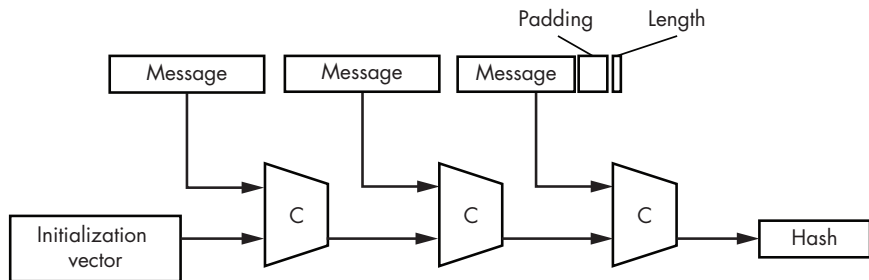 Padding
Length
Message
Message
Message
C
C
C
Initialization
vector
Hash